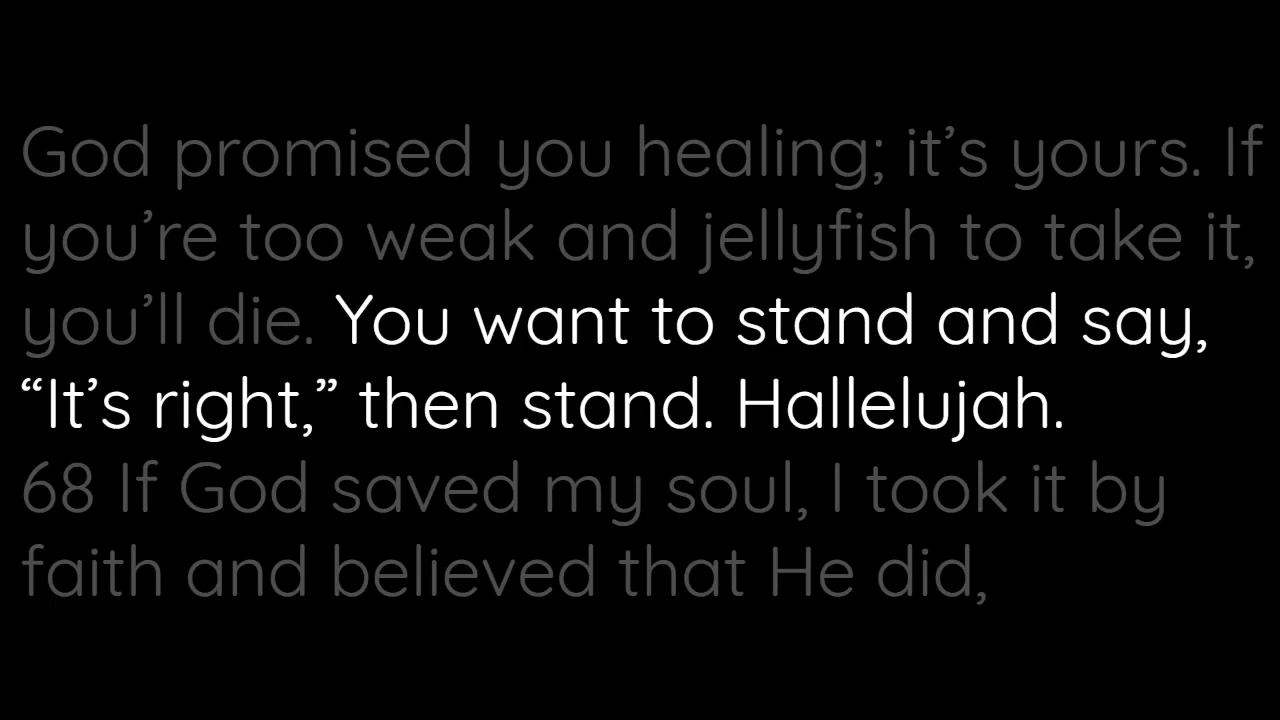 God promised you healing; it’s yours. If
you’re too weak and jellyfish to take it,
you’ll die. You want to stand and say,
“It’s right,” then stand. Hallelujah.
68 If God saved my soul, I took it by
faith and believed that He did,